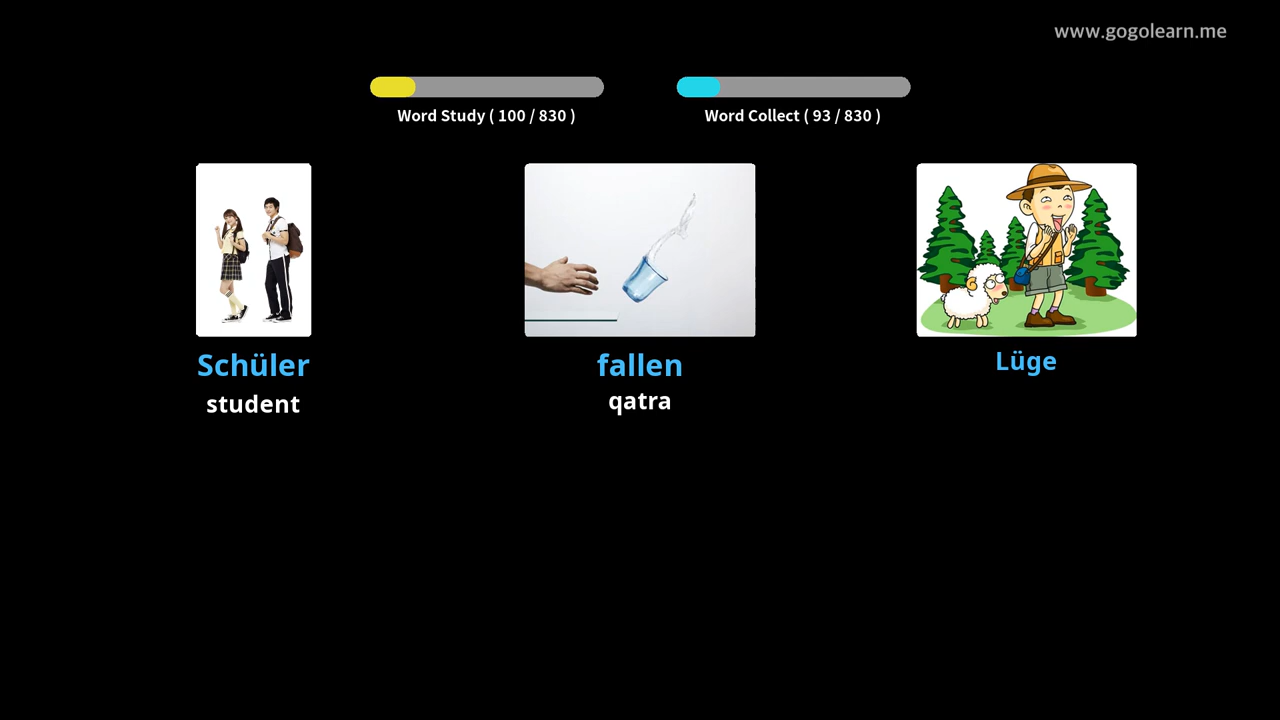 www.gogolearn.me
Word Study ( 100 / 830 )
Word Collect ( 93 / 830 )
Schüler
student
fallen
qatra
Lüge